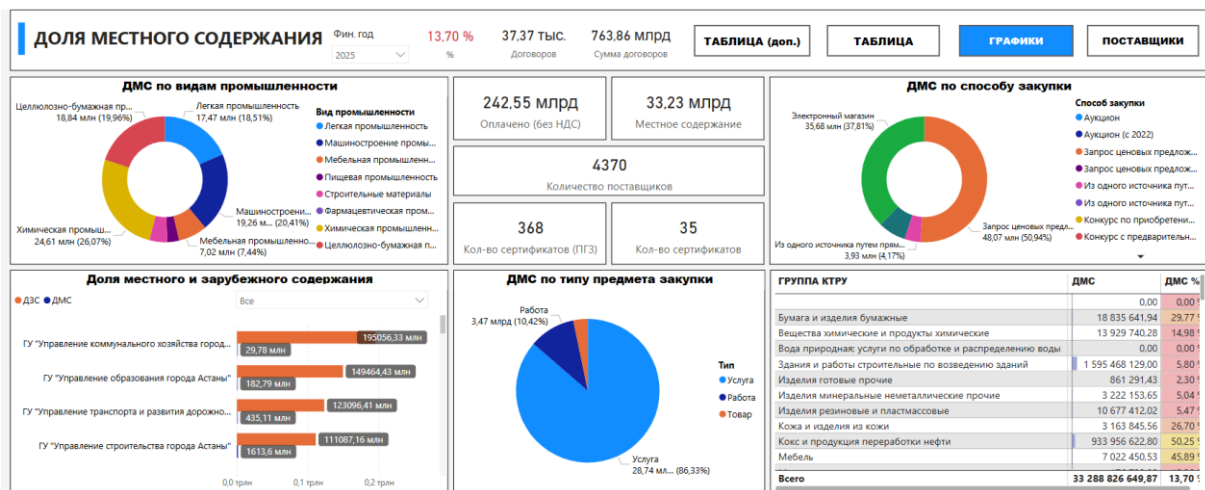 ДОЛЯ МЕСТНОГО СОДЕРЖАНИЯ
Фин. год
2025
13,70 %
%
37,37 тыс.
Договоров
763,86 млрд
Сумма договоров
ТАБЛИЦА (доп.)
ТАБЛИЦА
ГРАФИКИ
ПОСТАВЩИКИ
ДМС по видам промышленности
Целлюлозно-бумажная пр...
18,84 млн (19,96%)
Легкая промышленность
17,47 млн (18,51%)
Машиностроени...
19,26 м... (20,41%)
Химическая промыш...
24,61 млн (26,07%)
Мебельная промышленно...
7,02 млн (7,44%)
Вид промышленности
Легкая промышленность
Машиностроение промы...
Мебельная промышленн...
Пищевая промышленность
Строительные материалы
Фармацевтическая пром...
Химическая промышленн...
Целлюлозно-бумажная п...
242,55 млрд
Оплачено (без НДС)
33,23 млрд
Местное содержание
4370
Количество поставщиков
368
Кол-во сертификатов (ПГЗ)
35
Кол-во сертификатов
ДМС по способу закупки
Электронный магазин
35,68 млн (37,81%)
Запрос ценовых предл...
48,07 млн (50,94%)
Из одного источника путем прям...
3,93 млн (4,17%)
Способ закупки
Аукцион
Аукцион (с 2022)
Запрос ценовых предлож...
Запрос ценовых предлож...
Из одного источника пут...
Из одного источника пут...
Конкурс по приобретени...
Конкурс с предварительн...
Доля местного и зарубежного содержания
ДЗС ДМС
Все
ГУ "Управление коммунального хозяйства город...
195056,33 млн
29,78 млн
ГУ "Управление образования города Астаны"
149464,43 млн
182,79 млн
ГУ "Управление транспорта и развития дорожно...
123096,41 млн
435,11 млн
ГУ "Управление строительства города Астаны"
111087,16 млн
1613,6 млн
0,0 трлн 0,1 трлн 0,2 трлн
ДМС по типу предмета закупки
Работа
3,47 млрд (10,42%)
Услуга
28,74 мл... (86,33%)
Тип
Услуга
Работа
Товар
ГРУППА КТРУ ДМС ДМС %
0,00 0,00
Бумага и изделия бумажные 18 835 641,94 29,77
Вещества химические и продукты химические 13 929 740,28 14,98
Вода природная; услуги по обработке и распределению воды 0,00 0,00
Здания и работы строительные по возведению зданий 1 595 468 129,00 5,80
Изделия готовые прочие 861 291,43 2,30
Изделия минеральные неметаллические прочие 3 222 153,65 5,04
Изделия резиновые и пластмассовые 10 677 412,02 5,47
Кожа и изделия из кожи 3 163 845,56 26,70
Кокс и продукция переработки нефти 933 956 622,80 50,25
Мебель 7 022 450,53 45,89
Всего 33 288 826 649,87 13,70